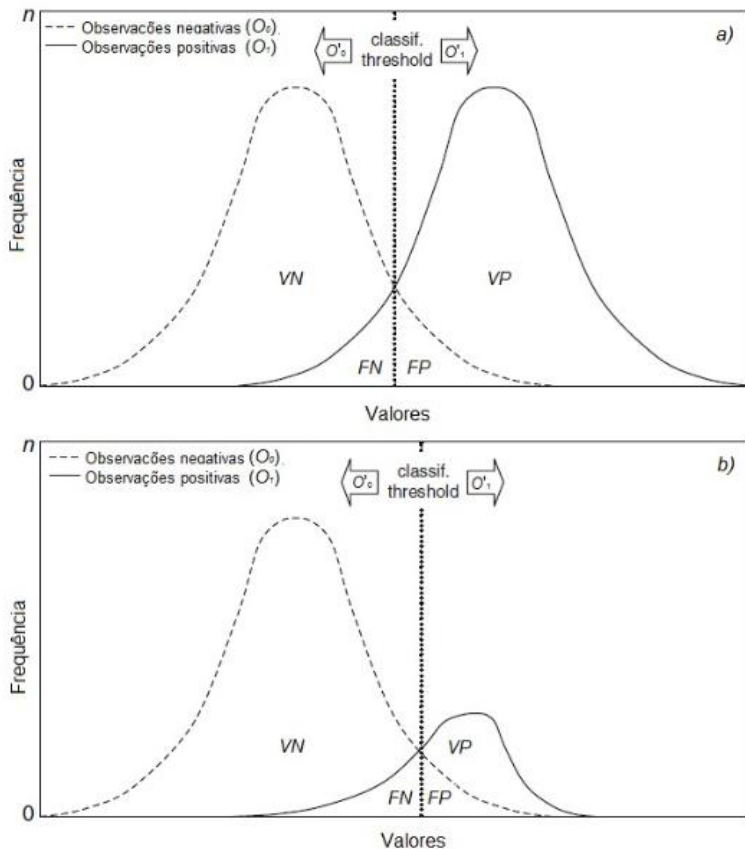 n
Observacões negativas (O₀).
Observações positivas (O₁)
O'₀ classif. threshold O'₁
a)
Frequência
VN
VP
FN
FP
0
Valores
n
Observacões negativas (O₀).
Observações positivas (O₁)
O'₀ classif. threshold O'₁
b)
Frequência
VN
VP
FN
FP
0
Valores